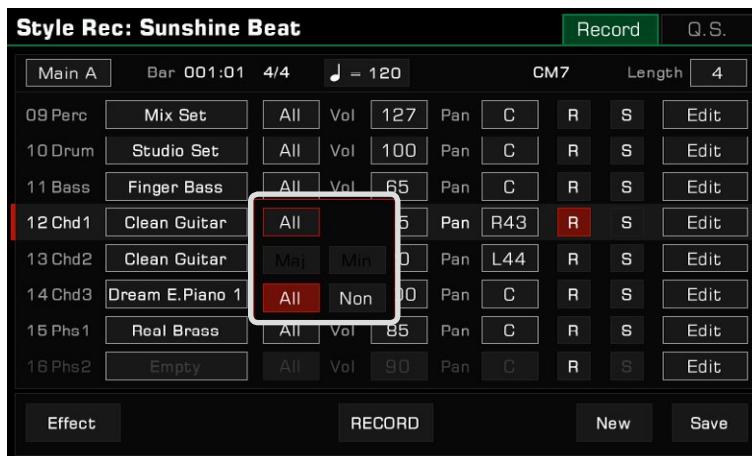 Style Rec: Sunshine Beat Record Q.S.
Main A Bar 001:01 4/4 ♩ = 120 CM7 Length 4
09 Perc Mix Set All Vol 127 Pan C R S Edit
10 Drum Studio Set All Vol 100 Pan C R S Edit
11 Bass Finger Bass All Vol 65 Pan C R S Edit
12 Chd1 Clean Guitar All Pan R43 R S Edit
13 Chd2 Clean Guitar Maj Min Pan L44 R S Edit
14 Chd3 Dream E.Piano 1 All Non Pan C R S Edit
15 Phs1 Real Brass All Vol 85 Pan C R S Edit
16 Phs2 Empty All Vol 90 Pan C R S Edit
Effect RECORD New Save